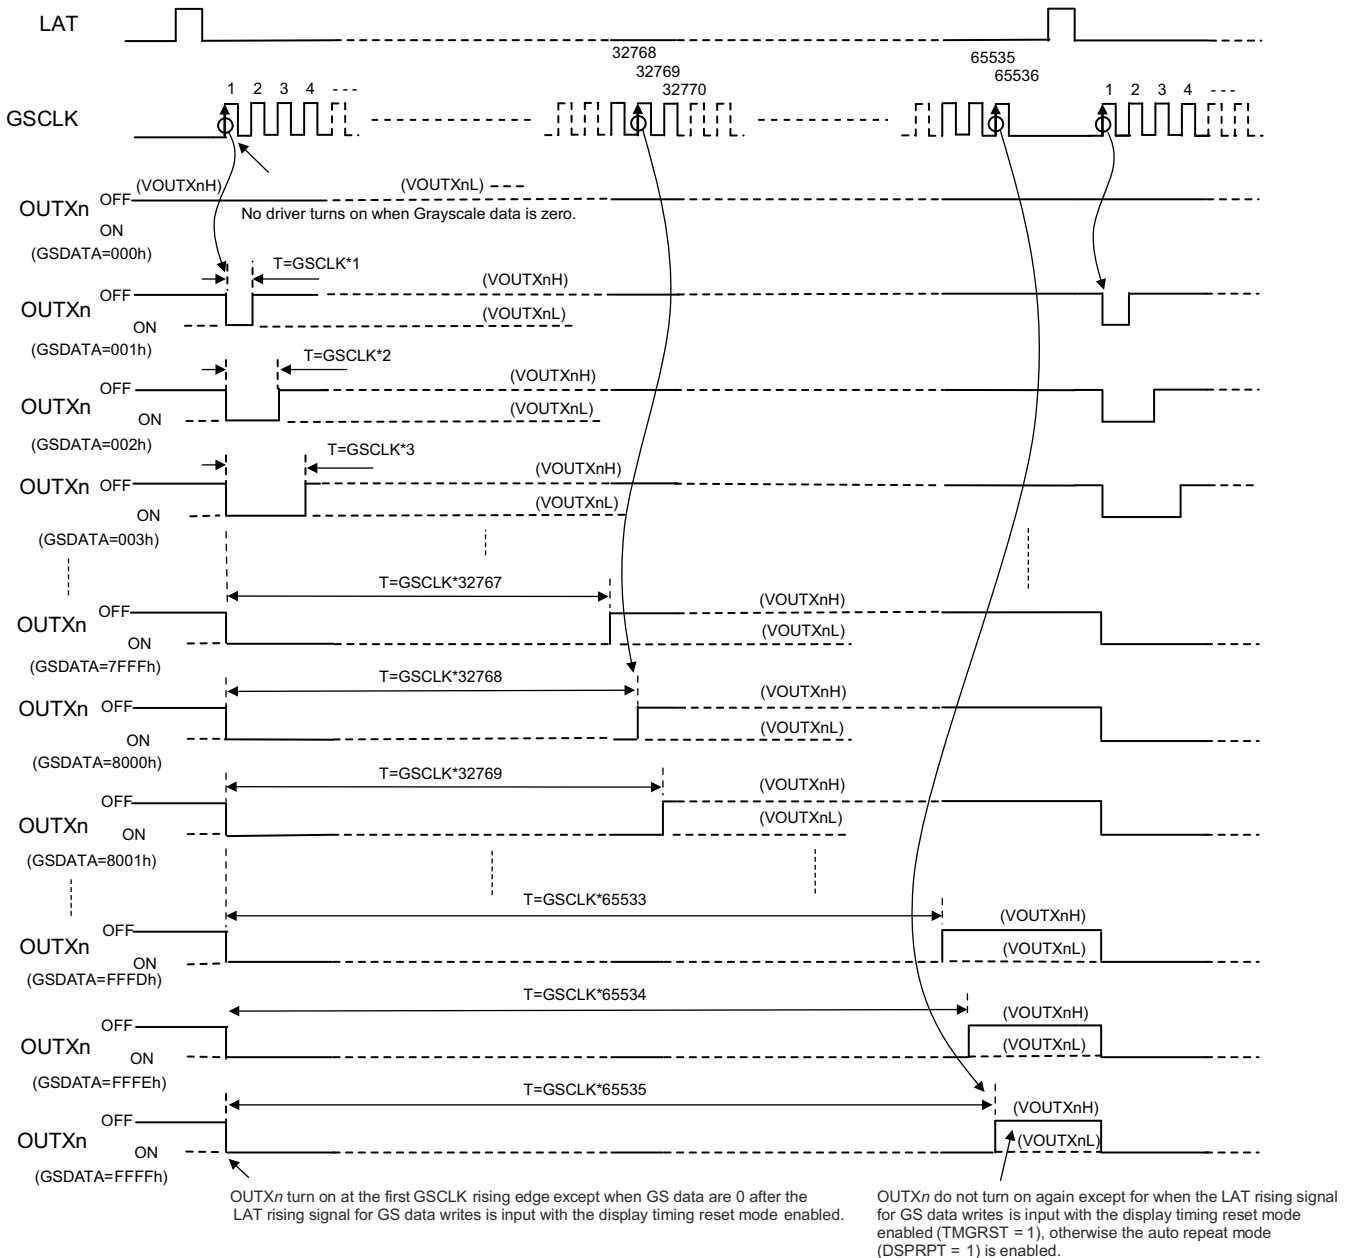 LAT
32768
32769
32770
65535
65536
1 2 3 4
1 2 3 4
GSCLK
OUTXn
OFF
(VOUTXnH)
(VOUTXnL)
No driver turns on when Grayscale data is zero.
ON
(GSDATA=000h)
T=GSCLK*1
OUTXn
OFF
(VOUTXnH)
ON
(VOUTXnL)
(GSDATA=001h)
T=GSCLK*2
OUTXn
OFF
(VOUTXnH)
ON
(VOUTXnL)
(GSDATA=002h)
T=GSCLK*3
OUTXn
OFF
(VOUTXnH)
ON
(VOUTXnL)
(GSDATA=003h)
T=GSCLK*32767
OUTXn
OFF
(VOUTXnH)
ON
(VOUTXnL)
(GSDATA=7FFFh)
T=GSCLK*32768
OUTXn
OFF
(VOUTXnH)
ON
(VOUTXnL)
(GSDATA=8000h)
T=GSCLK*32769
OUTXn
OFF
(VOUTXnH)
ON
(VOUTXnL)
(GSDATA=8001h)
T=GSCLK*65533
OUTXn
OFF
(VOUTXnH)
ON
(VOUTXnL)
(GSDATA=FFFDh)
T=GSCLK*65534
OUTXn
OFF
(VOUTXnH)
ON
(VOUTXnL)
(GSDATA=FFFEh)
T=GSCLK*65535
OUTXn
OFF
(VOUTXnH)
ON
(VOUTXnL)
(GSDATA=FFFFh)
OUTXn turn on at the first GSCLK rising edge except when GS data are 0 after the
LAT rising signal for GS data writes is input with the display timing reset mode enabled.
OUTXn do not turn on again except for when the LAT rising signal
for GS data writes is input with the display timing reset mode
enabled (TMGRST = 1), otherwise the auto repeat mode
(DSPRPT = 1) is enabled.